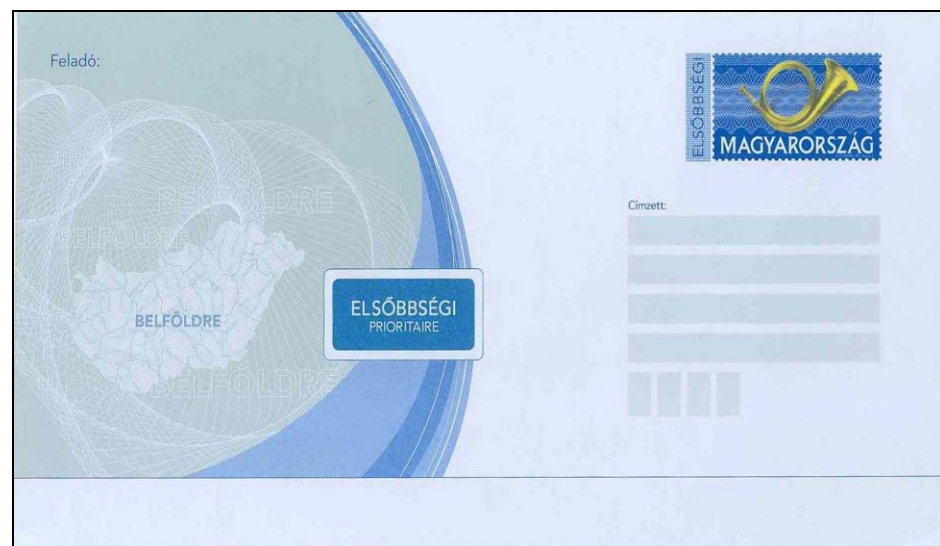 Feladó:
ELSŐBBSÉGI
MAGYARORSZÁG
Címzett:
BELFÖLDRE
BELFÖLDRE
BELFÖLDRE
ELSŐBBSÉGI
PRIORITAIRE
BELFÖLDRE